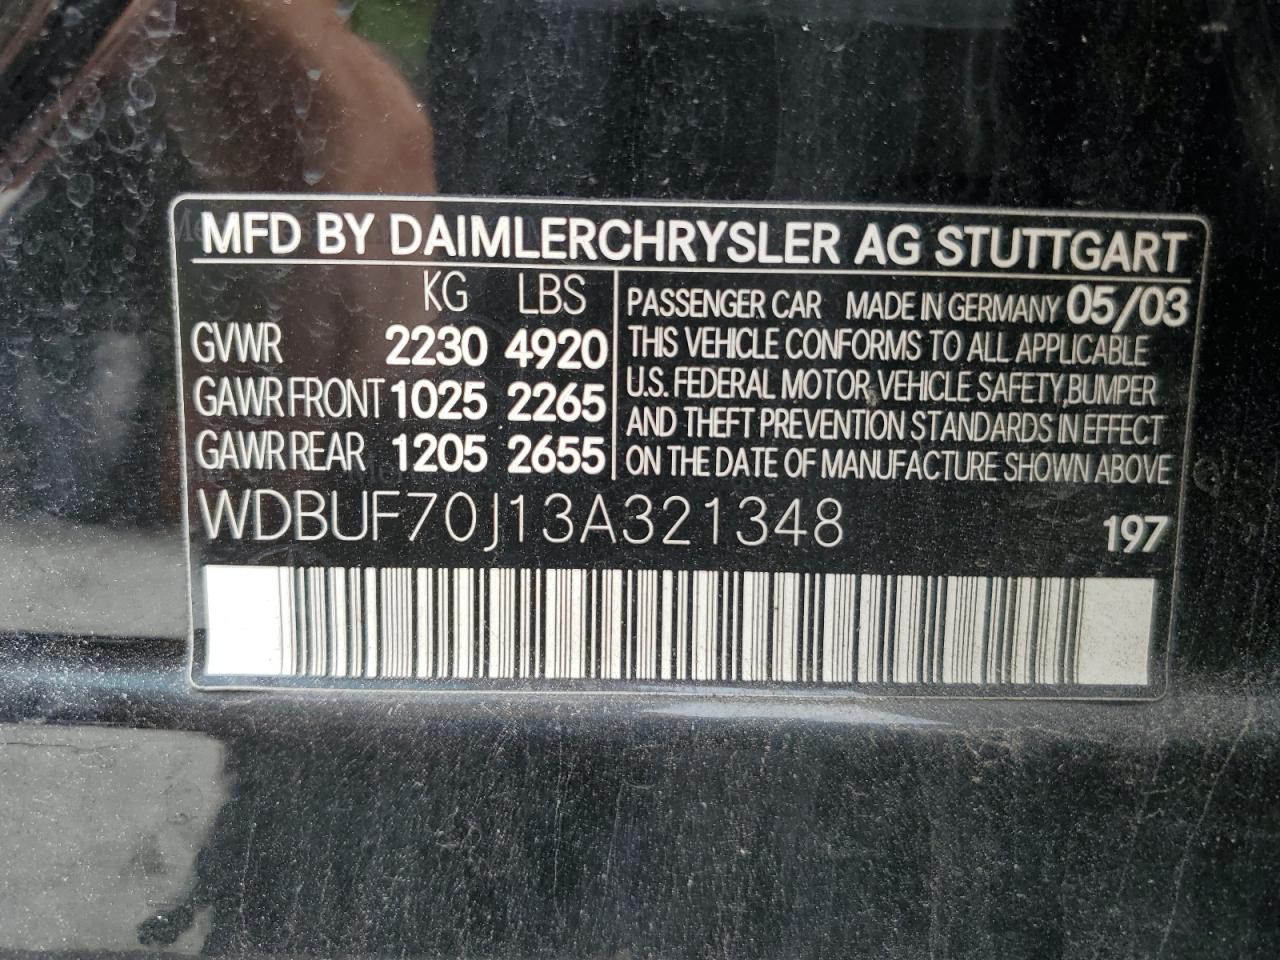 MFD BY DAIMLERCHRYSLER AG STUTTGART
KG LBS
GVWR 2230 4920
GAWR FRONT 1025 2265
GAWR REAR 1205 2655
PASSENGER CAR MADE IN GERMANY 05/03
THIS VEHICLE CONFORMS TO ALL APPLICABLE
U.S. FEDERAL MOTOR VEHICLE SAFETY, BUMPER
AND THEFT PREVENTION STANDARDS IN EFFECT
ON THE DATE OF MANUFACTURE SHOWN ABOVE
WDBUF70J13A321348 197